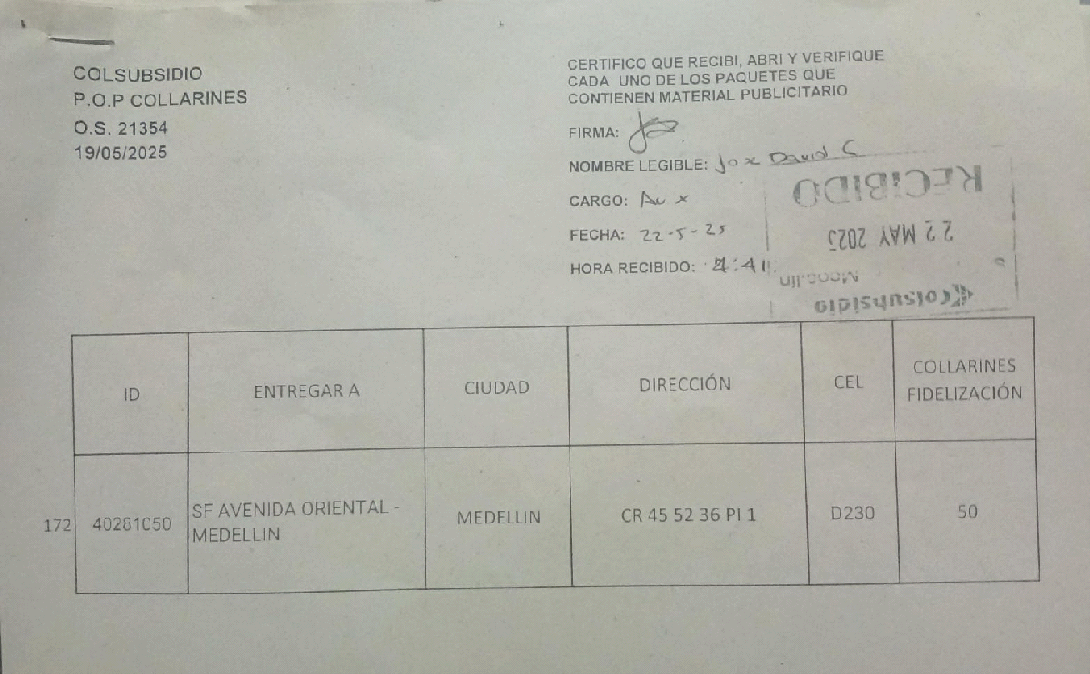 COLSUBSIDIO
P.O.P COLLARINES
O.S. 21354
19/05/2025
CERTIFICO QUE RECIBI, ABRI Y VERIFIQUE
CADA UNO DE LOS PAQUETES QUE
CONTIENEN MATERIAL PUBLICITARIO
FIRMA:
NOMBRE LEGIBLE: David C
CARGO: Aux
FECHA: 22-5-25
HORA RECIBIDO:
RECIBIDO
22 MAY 2025
Medellin
Colsubsidio
ID ENTREGAR A CIUDAD DIRECCIÓN CEL COLLARINES FIDELIZACIÓN
172 40281050 SF AVENIDA ORIENTAL - MEDELLIN MEDELLIN CR 45 52 36 PI 1 D230 50